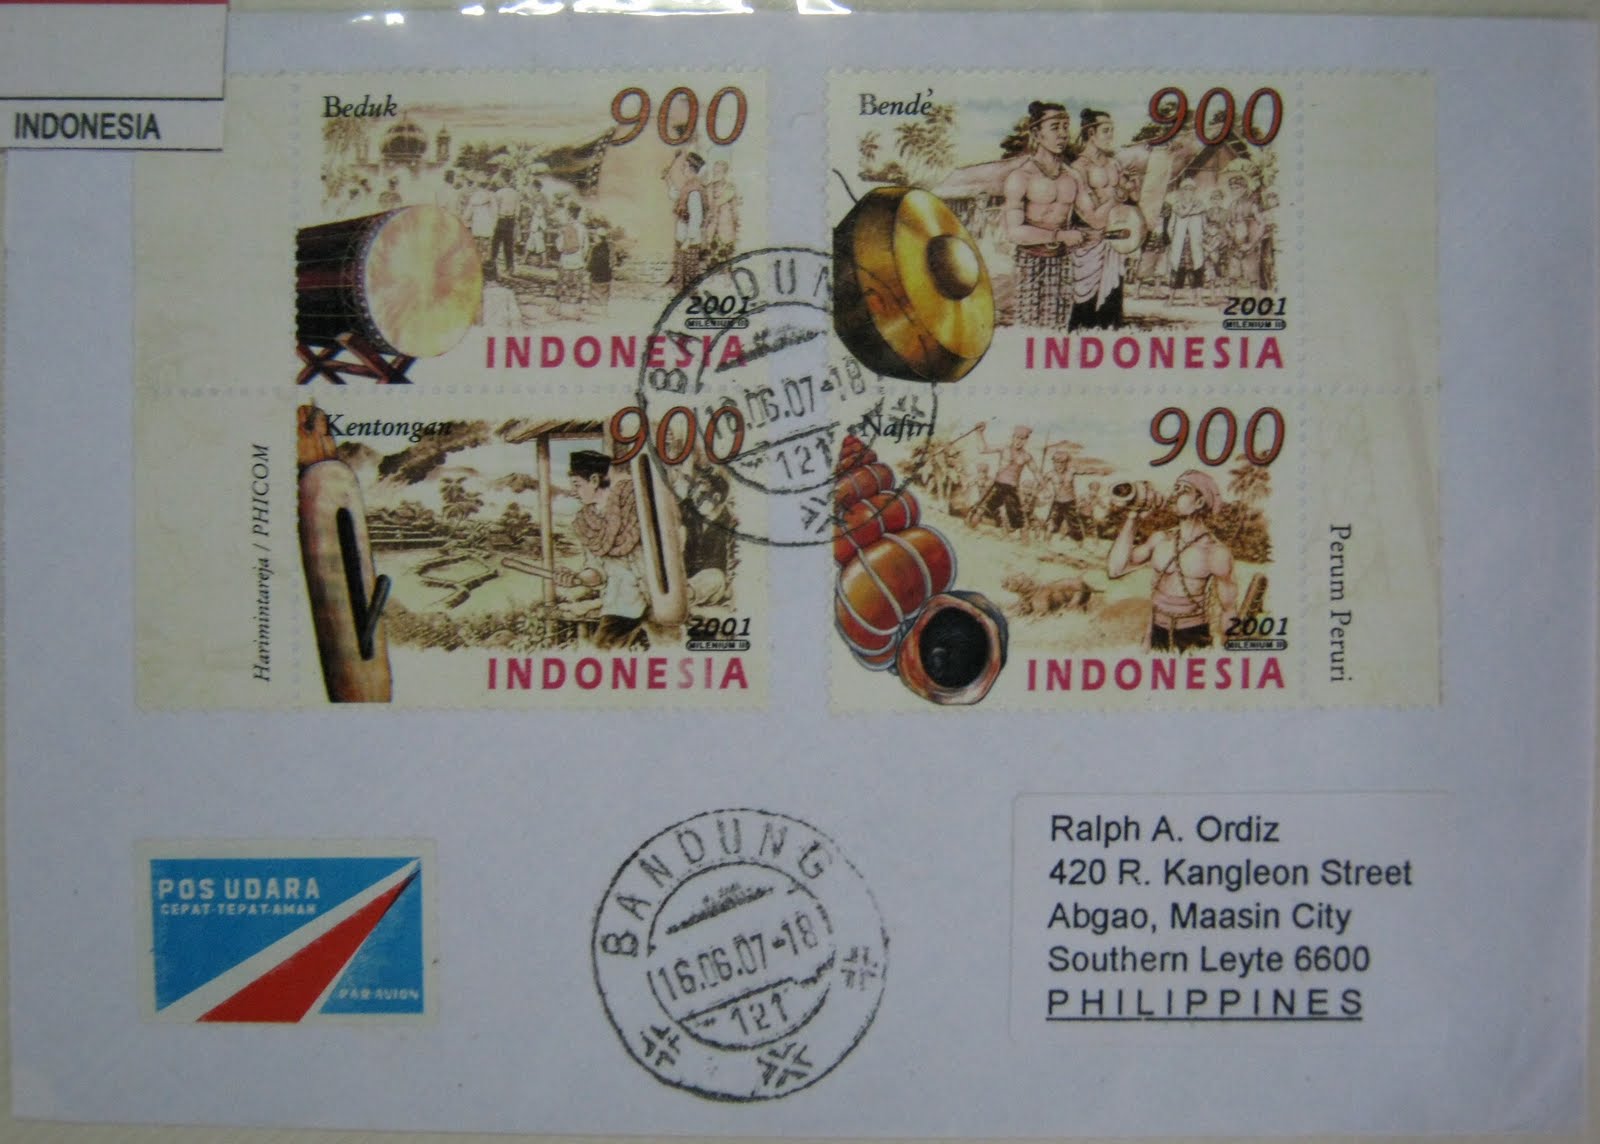 INDONESIA
Beduk
900
2001
MILENIUM III
INDONESIA
Bendé
900
2001
MILENIUM III
INDONESIA
Kentongan
900
2001
MILENIUM III
INDONESIA
Harimintareja / PHICOM
Nafiri
900
2001
MILENIUM III
INDONESIA
Perum Peruri
BANDUNG
16.06.07-18
121
POS UDARA
CEPAT-TEPAT-AMAN
PAR AVION
BANDUNG
16.06.07-18
121
Ralph A. Ordiz
420 R. Kangleon Street
Abgao, Maasin City
Southern Leyte 6600
PHILIPPINES